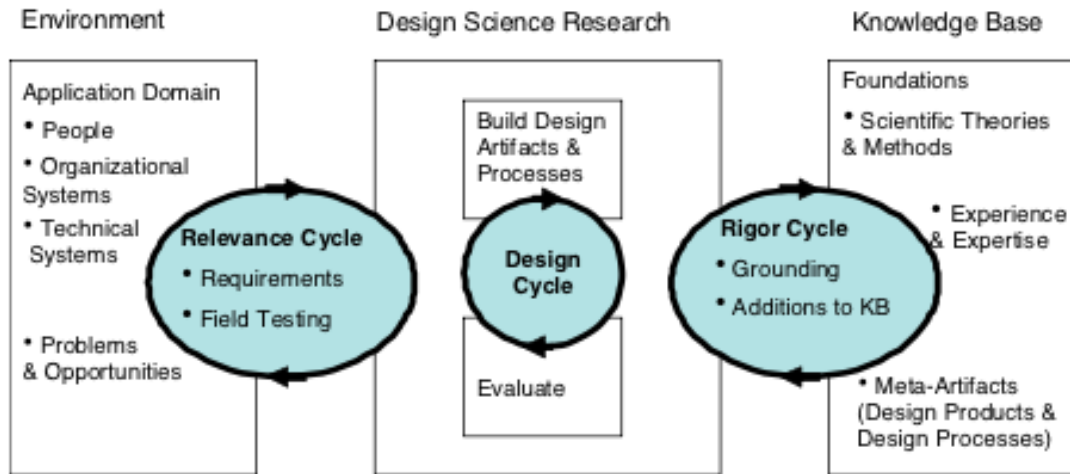 Environment
Design Science Research
Knowledge Base
Application Domain
• People
• Organizational
Systems
• Technical
Systems
• Problems
& Opportunities
Relevance Cycle
• Requirements
• Field Testing
Build Design
Artifacts &
Processes
Design
Cycle
Evaluate
Rigor Cycle
• Grounding
• Additions to KB
Foundations
• Scientific Theories
& Methods
• Experience
& Expertise
• Meta-Artifacts
(Design Products &
Design Processes)